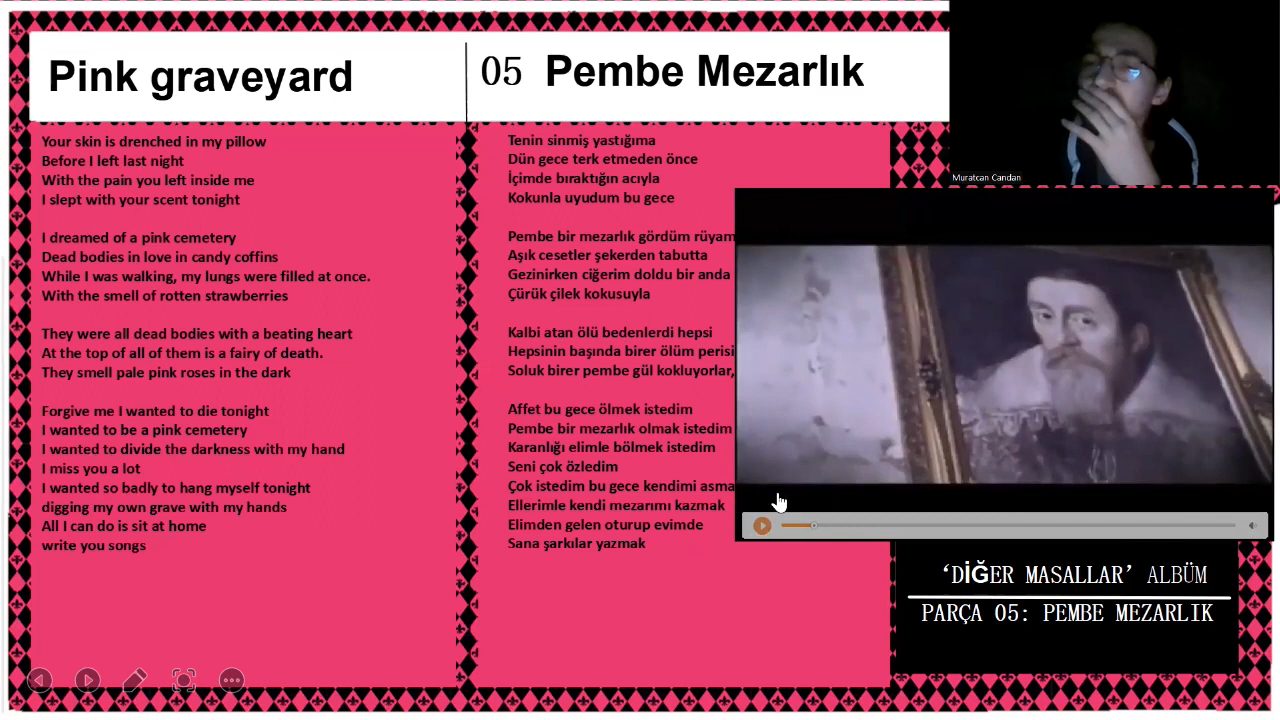 Pink graveyard
Your skin is drenched in my pillow
Before I left last night
With the pain you left inside me
I slept with your scent tonight
I dreamed of a pink cemetery
Dead bodies in love in candy coffins
While I was walking, my lungs were filled at once.
With the smell of rotten strawberries
They were all dead bodies with a beating heart
At the top of all of them is a fairy of death.
They smell pale pink roses in the dark
Forgive me I wanted to die tonight
I wanted to be a pink cemetery
I wanted to divide the darkness with my hand
I miss you a lot
I wanted so badly to hang myself tonight
digging my own grave with my hands
All I can do is sit at home
write you songs
05 Pembe Mezarlık
Tenin sinmiş yastığıma
Dün gece terk etmeden önce
İçimde bıraktığın acıyla
Kokunla uyudum bu gece
Pembe bir mezarlık gördüm rüyam
Aşık cesetler şekerden tabutta
Gezinirken ciğerim doldu bir anda
Çürük çilek kokusuyla
Kalbi atan ölü bedenlerdi hepsi
Hepsinin başında birer ölüm perisi
Soluk birer pembe gül kokluyorlar,
Affet bu gece ölmek istedim
Pembe bir mezarlık olmak istedim
Karanlığı elimle bölmek istedim
Seni çok özledim
Çok istedim bu gece kendimi asma
Ellerimle kendi mezarımı kazmak
Elimden gelen oturup evimde
Sana şarkılar yazmak
Muratcan Candan
‘DİĞER MASALLAR’ ALBÜM
PARÇA 05: PEMBE MEZARLIK